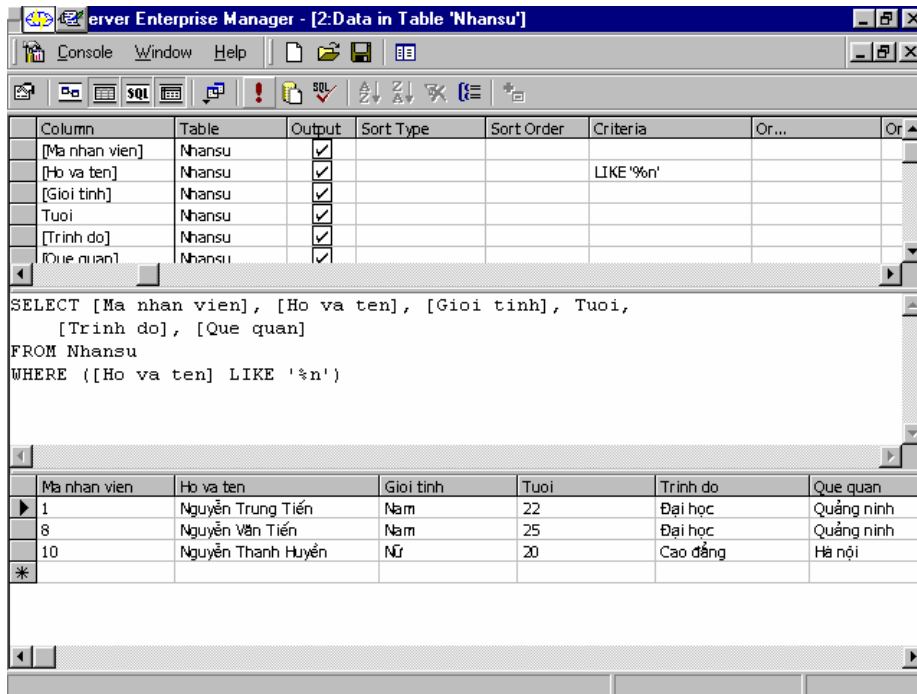 erver Enterprise Manager - [2:Data in Table 'Nhansu']
Console Window Help
SQL SQL
Column Table Output Sort Type Sort Order Criteria Or... Or
[Ma nhan vien] Nhansu
[Ho va ten] Nhansu LIKE '%n'
[Gioi tinh] Nhansu
Tuoi Nhansu
[Trinh do] Nhansu
[Que quan] Nhansu
SELECT [Ma nhan vien], [Ho va ten], [Gioi tinh], Tuoi,
[Trinh do], [Que quan]
FROM Nhansu
WHERE ([Ho va ten] LIKE '%n')
Ma nhan vien Ho va ten Gioi tinh Tuoi Trinh do Que quan
1 Nguyễn Trung Tiến Nam 22 Đại học Quảng ninh
8 Nguyễn Văn Tiến Nam 25 Đại học Quảng ninh
10 Nguyễn Thanh Huyền Nữ 20 Cao đẳng Hà nội